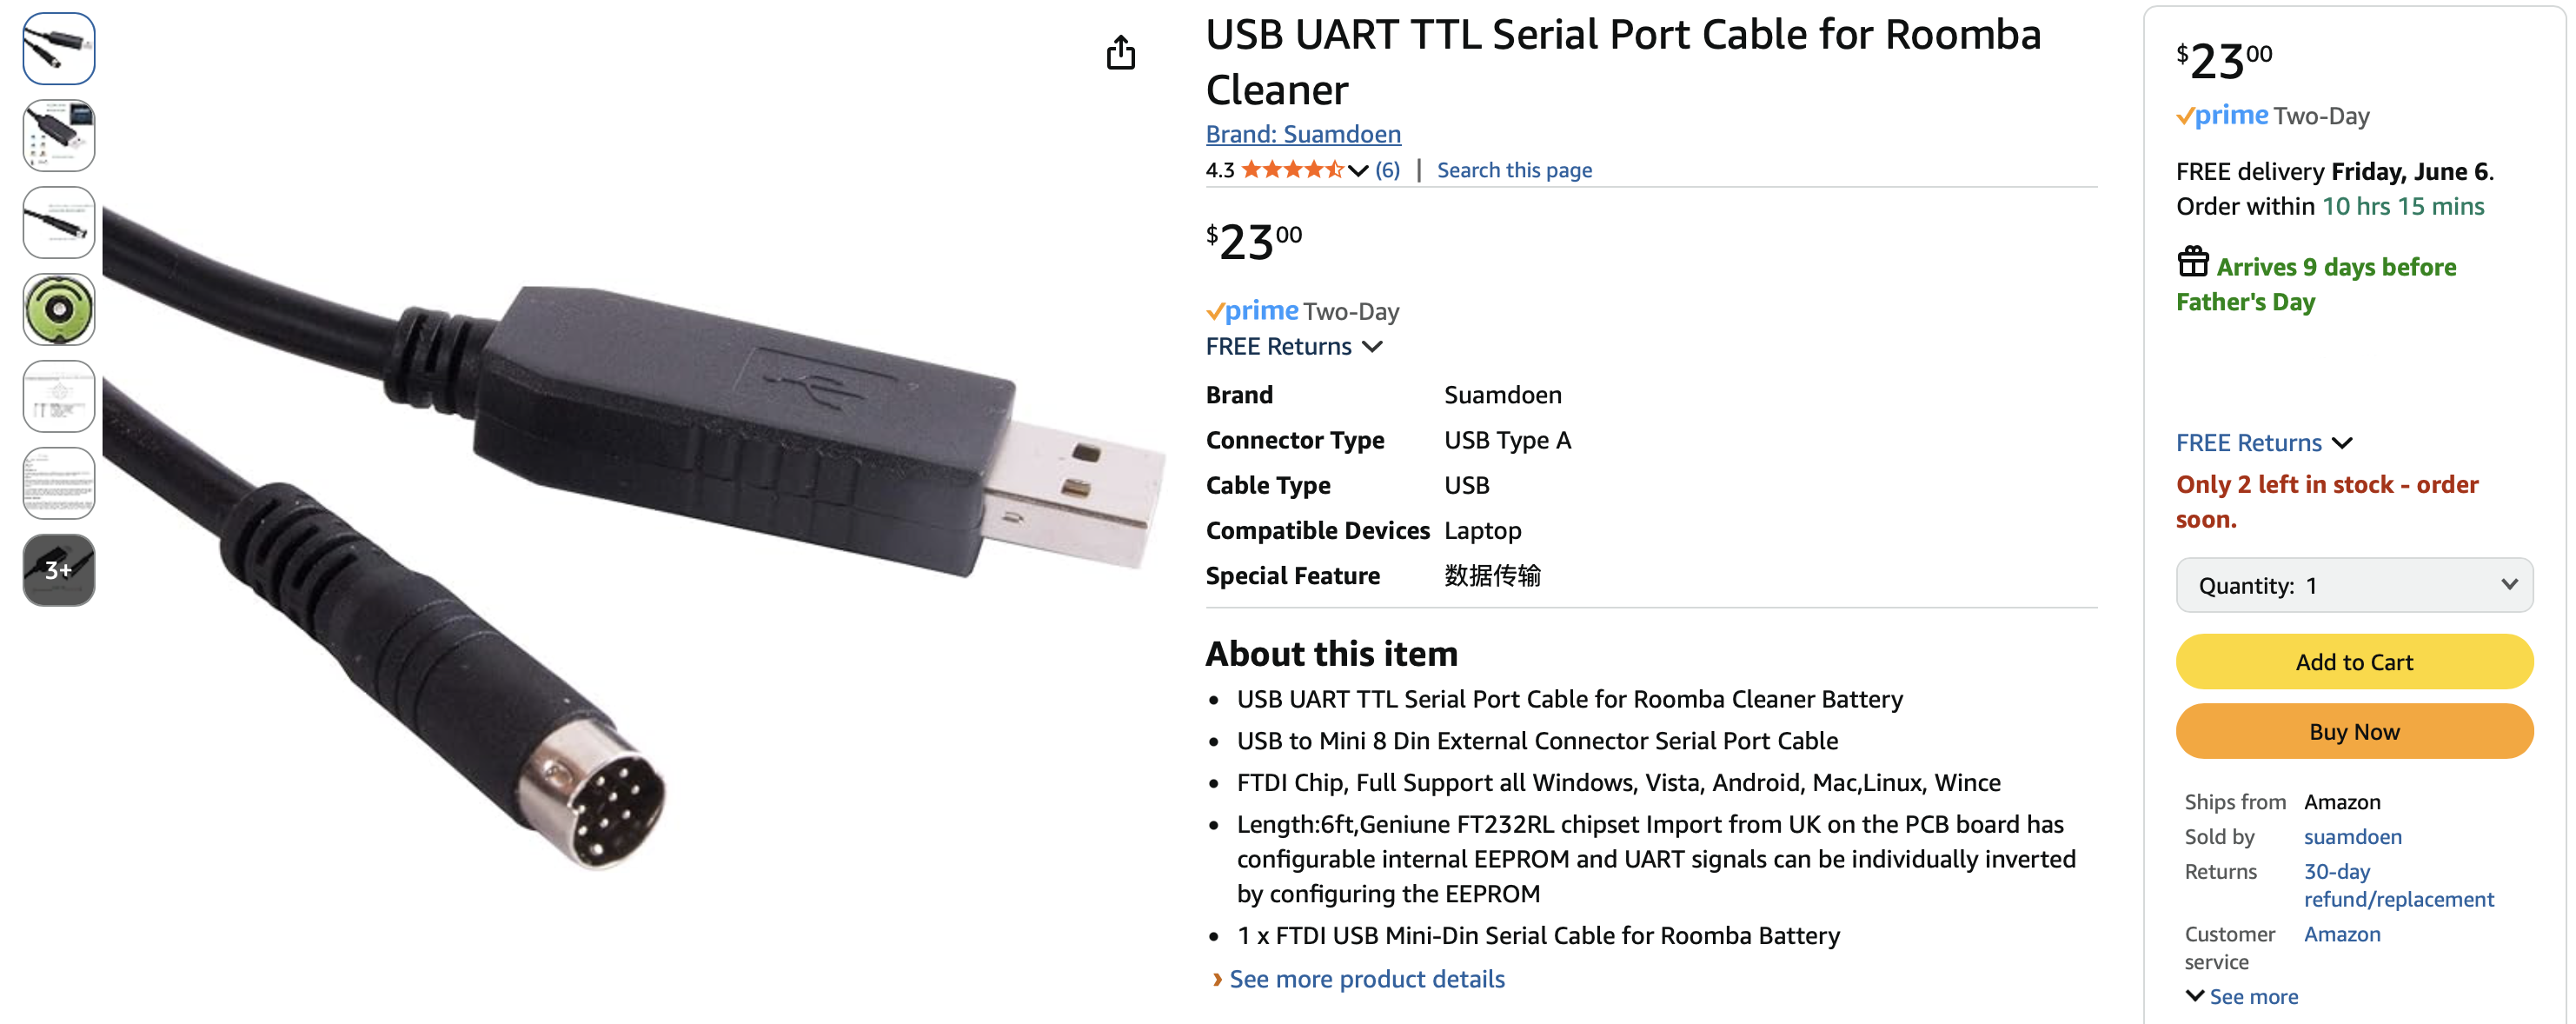 3+
USB UART TTL Serial Port Cable for Roomba
Cleaner
Brand: Suamdoen
4.3 (6) | Search this page
$2300
prime Two-Day
FREE Returns
Brand Suamdoen
Connector Type USB Type A
Cable Type USB
Compatible Devices Laptop
Special Feature 数据传输
About this item
• USB UART TTL Serial Port Cable for Roomba Cleaner Battery
• USB to Mini 8 Din External Connector Serial Port Cable
• FTDI Chip, Full Support all Windows, Vista, Android, Mac,Linux, Wince
• Length:6ft,Geniune FT232RL chipset Import from UK on the PCB board has
configurable internal EEPROM and UART signals can be individually inverted
by configuring the EEPROM
• 1 x FTDI USB Mini-Din Serial Cable for Roomba Battery
› See more product details
$2300
prime Two-Day
FREE delivery Friday, June 6.
Order within 10 hrs 15 mins
Arrives 9 days before
Father's Day
FREE Returns
Only 2 left in stock - order
soon.
Quantity: 1
Add to Cart
Buy Now
Ships from Amazon
Sold by suamdoen
Returns 30-day
refund/replacement
Customer Amazon
service
See more